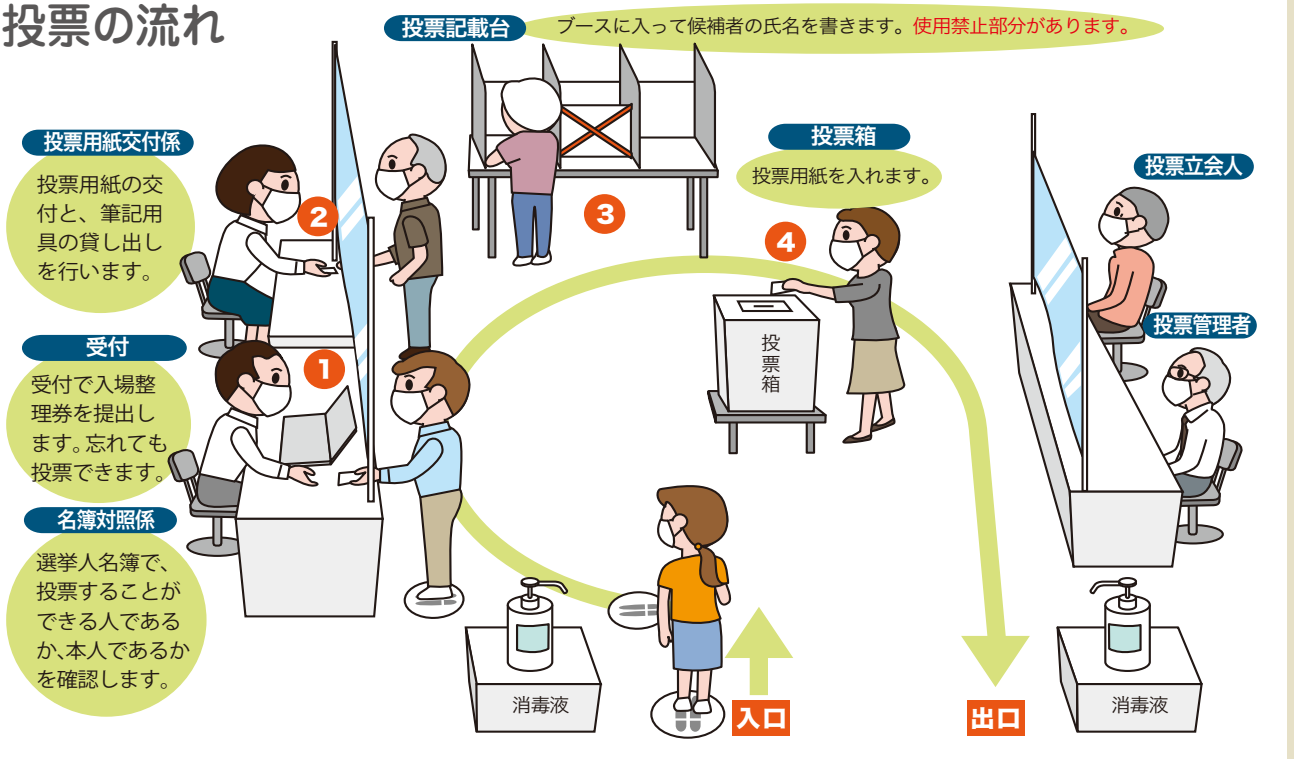 投票の流れ
投票記載台
ブースに入って候補者の氏名を書きます。使用禁止部分があります。
投票用紙交付係
投票用紙の交
付と、筆記用
具の貸し出し
を行います。
2
3
投票箱
投票用紙を入れます。
4
投票箱
投票立会人
投票管理者
受付
受付で入場整
理券を提出し
ます。忘れても
投票できます。
1
名簿対照係
選挙人名簿で、
投票することが
できる人である
か、本人であるか
を確認します。
消毒液
入口
出口
消毒液